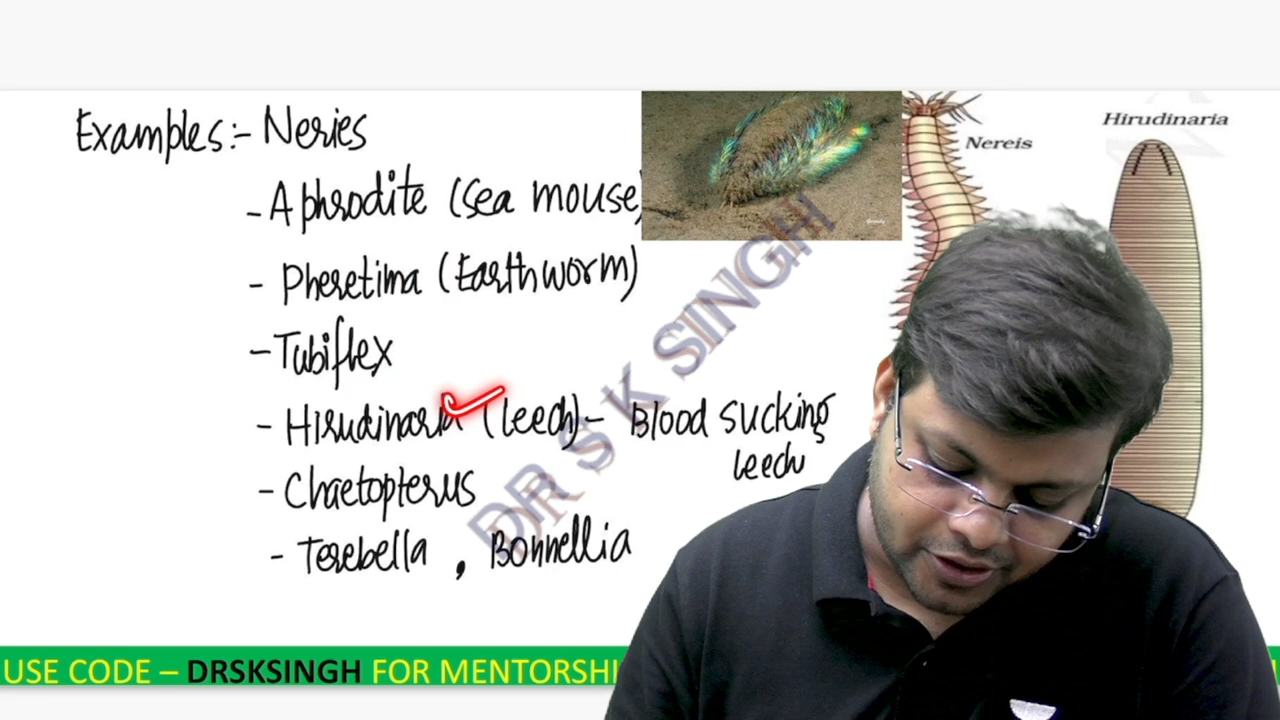 Examples:- Neries
Nereis
Hirudinaria
- Aphrodite (Sea mouse)
- Pheretima (Earthworm)
- Tubiflex
- Hirudinaria (leech) - Blood sucking
leech
- Chaetopterus
- Terebella , Bonnellia
DR S K SINGH
USE CODE – DRSKSINGH FOR MENTORSHI